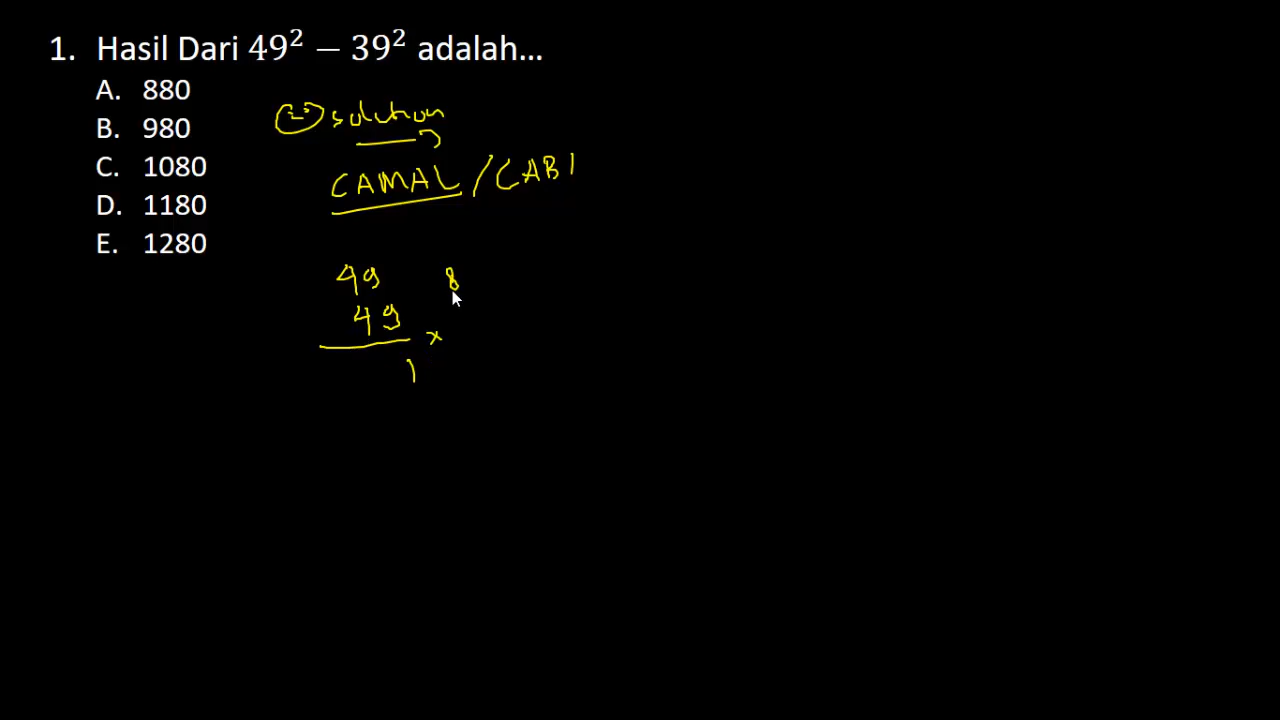 1. Hasil Dari 49² − 39² adalah...
A. 880
B. 980
C. 1080
D. 1180
E. 1280
solution
CAMAL / CABI
49 8
49 ×
1